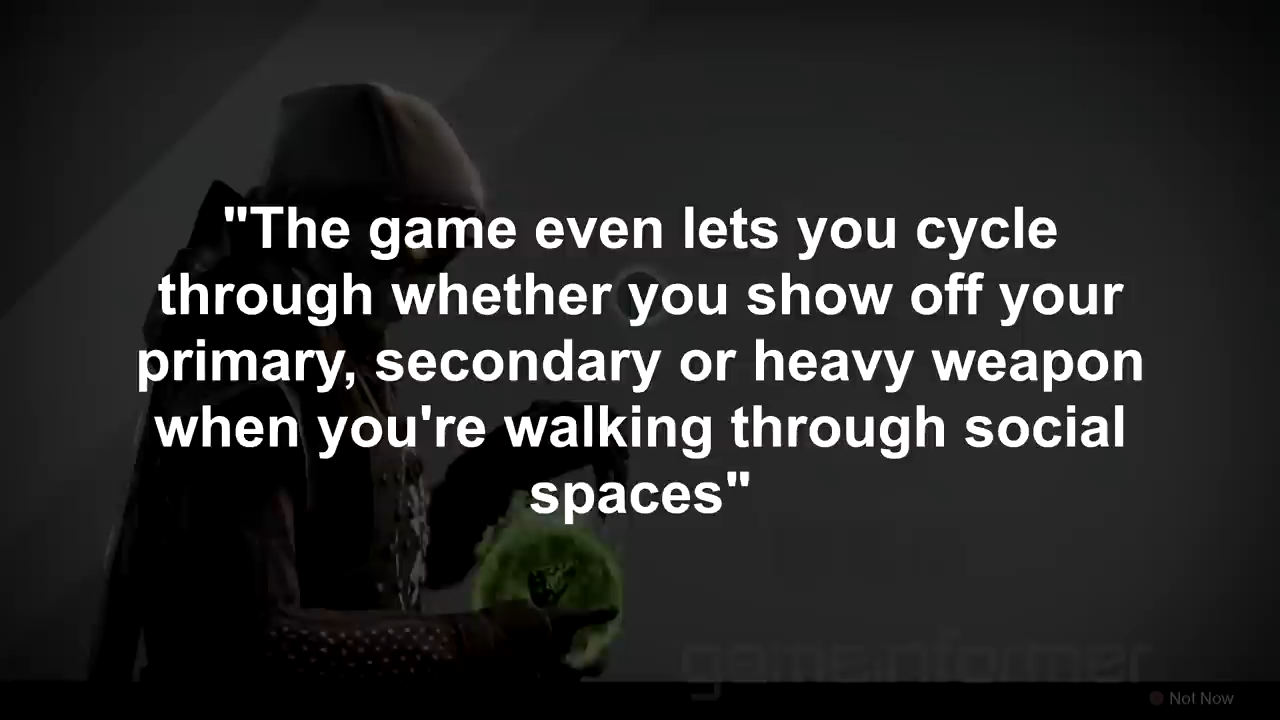 "The game even lets you cycle
through whether you show off your
primary, secondary or heavy weapon
when you're walking through social
spaces"
gameinformer
Not Now